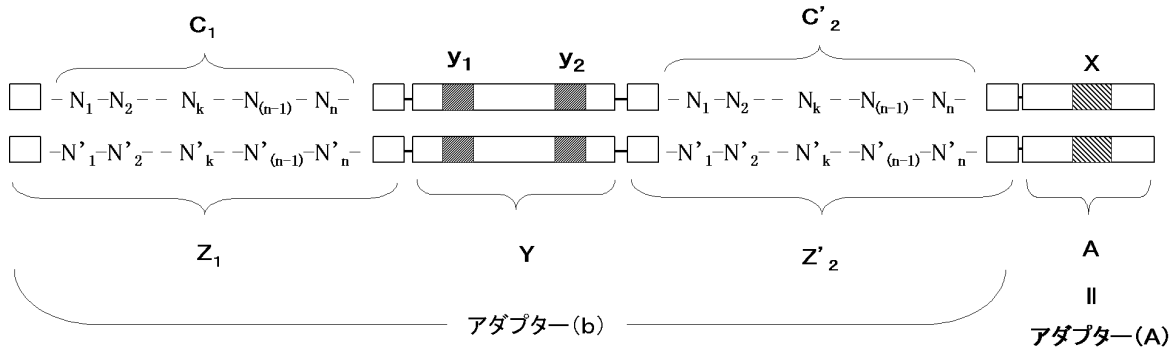 C₁ C'₂
y₁ y₂ X
N₁ N₂ Nₖ N₍ₙ₋₁₎ Nₙ N₁ N₂ Nₖ N₍ₙ₋₁₎ Nₙ
N'₁ N'₂ N'ₖ N'₍ₙ₋₁₎ N'ₙ N'₁ N'₂ N'ₖ N'₍ₙ₋₁₎ N'ₙ
Z₁ Y Z'₂ A
=
アダプター(b) アダプター(A)